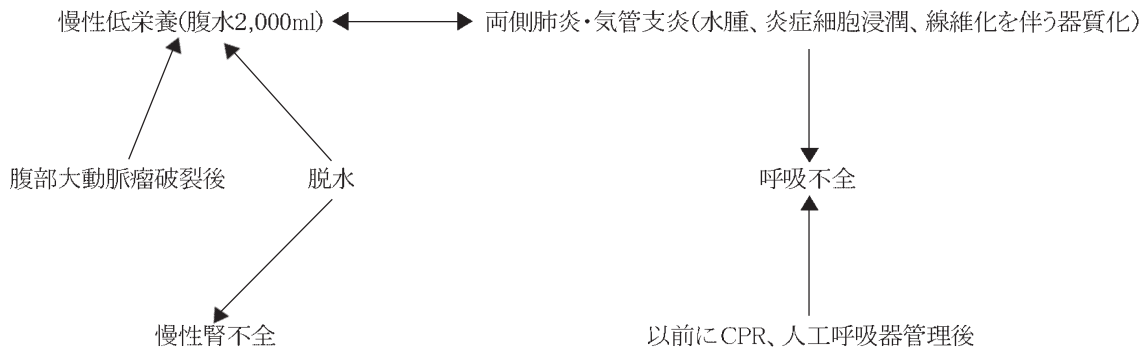 慢性低栄養(腹水2,000ml)
両側肺炎・気管支炎(水腫、炎症細胞浸潤、線維化を伴う器質化)
腹部大動脈瘤破裂後
脱水
呼吸不全
慢性腎不全
以前にCPR、人工呼吸器管理後